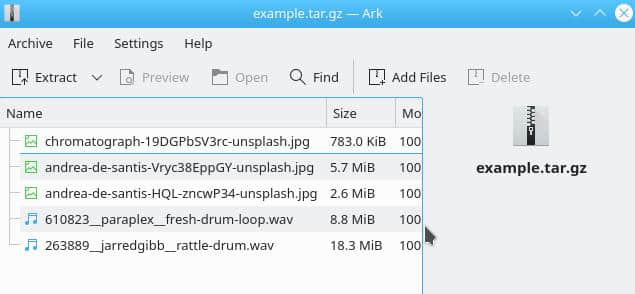 example.tar.gz — Ark
Archive File Settings Help
Extract Preview Open Find Add Files Delete
Name Size Mo
chromatograph-19DGPbSV3rc-unsplash.jpg 783.0 KiB 100
andrea-de-santis-Vryc38EppGY-unsplash.jpg 5.7 MiB 100
andrea-de-santis-HQL-zncwP34-unsplash.jpg 2.6 MiB 100
610823__paraplex__fresh-drum-loop.wav 8.8 MiB 100
263889__jarredgibb__rattle-drum.wav 18.3 MiB 100
example.tar.gz